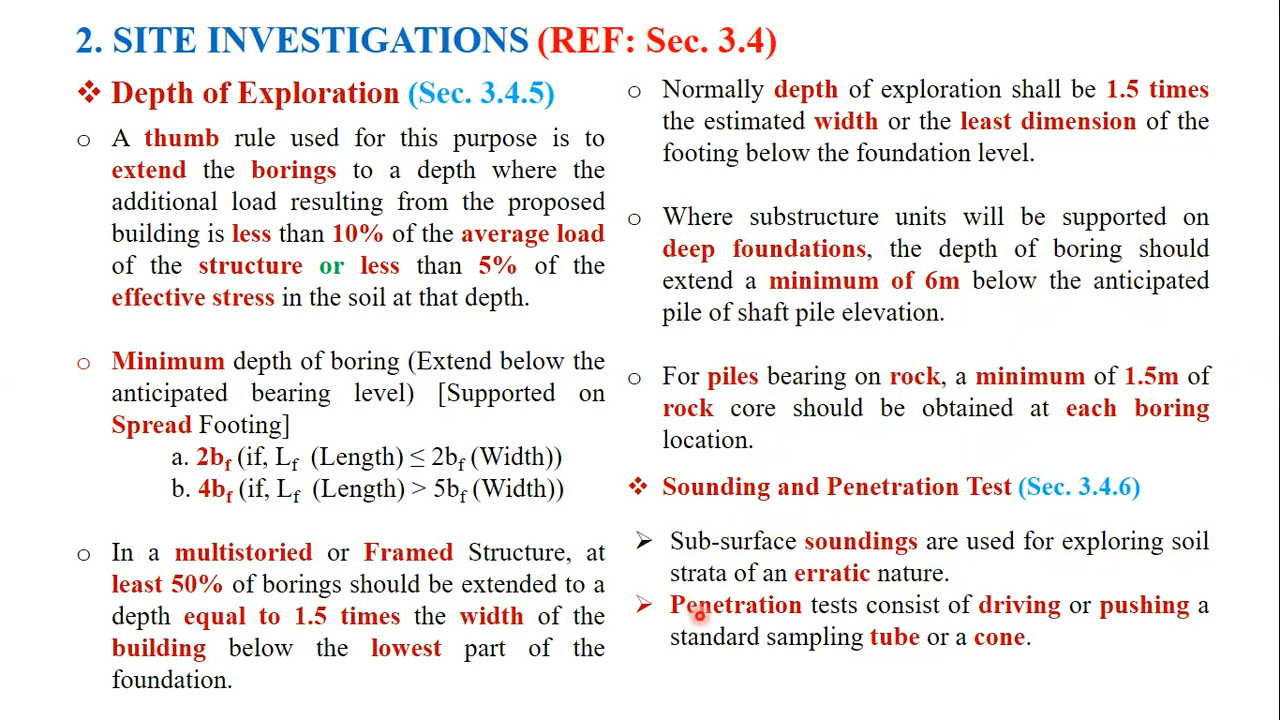 2. SITE INVESTIGATIONS (REF: Sec. 3.4)
❖ Depth of Exploration (Sec. 3.4.5)
o A thumb rule used for this purpose is to
extend the borings to a depth where the
additional load resulting from the proposed
building is less than 10% of the average load
of the structure or less than 5% of the
effective stress in the soil at that depth.
o Minimum depth of boring (Extend below the
anticipated bearing level) [Supported on
Spread Footing]
a. 2bf (if, Lf (Length) ≤ 2bf (Width))
b. 4bf (if, Lf (Length) > 5bf (Width))
o In a multistoried or Framed Structure, at
least 50% of borings should be extended to a
depth equal to 1.5 times the width of the
building below the lowest part of the
foundation.
o Normally depth of exploration shall be 1.5 times
the estimated width or the least dimension of the
footing below the foundation level.
o Where substructure units will be supported on
deep foundations, the depth of boring should
extend a minimum of 6m below the anticipated
pile of shaft pile elevation.
o For piles bearing on rock, a minimum of 1.5m of
rock core should be obtained at each boring
location.
❖ Sounding and Penetration Test (Sec. 3.4.6)
➢ Sub-surface soundings are used for exploring soil
strata of an erratic nature.
➢ Penetration tests consist of driving or pushing a
standard sampling tube or a cone.